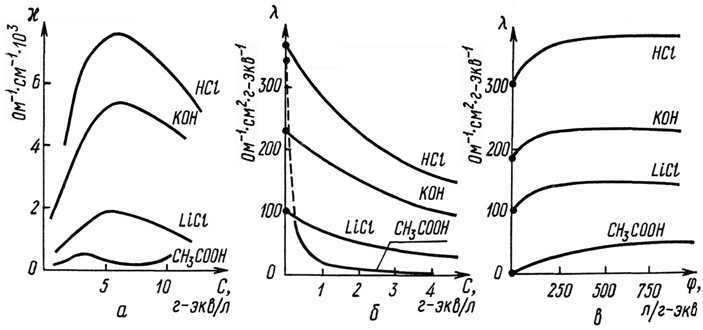 ϰ
Ом⁻¹·см⁻¹·10³
6
4
2
0
HCl
KOH
LiCl
CH₃COOH
5
10
C,
г-экв/л
а
λ
Ом⁻¹·см²·г-экв⁻¹
300
200
100
0
HCl
KOH
LiCl
CH₃COOH
1
2
3
4
C,
г-экв/л
б
λ
Ом⁻¹·см²·г-экв⁻¹
300
200
100
0
HCl
KOH
LiCl
CH₃COOH
250
500
750
φ,
л/г-экв
в